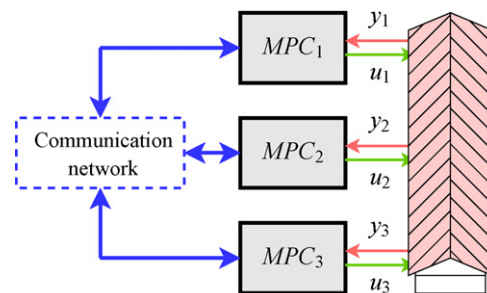 y1
MPC1
u1
Communication
network
y2
MPC2
u2
y3
MPC3
u3